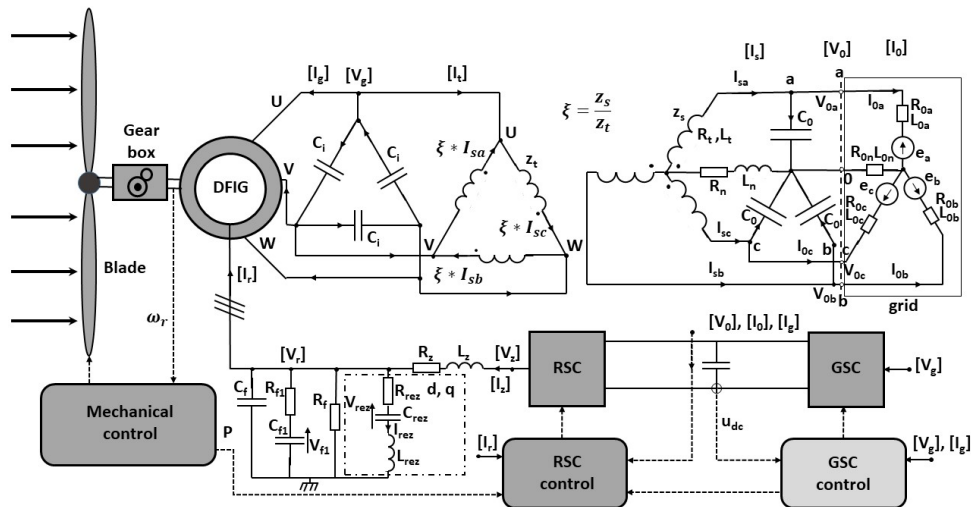 [I_g]
[V_g]
[I_t]
U
Gear
box
DFIG
V
W
C_i
C_i
C_i
ξ * I_sa
U
z_t
ξ * I_sc
V
W
ξ * I_sb
Blade
ω_r
[I_r]
ξ = z_s / z_t
[I_s]
[V_0]
[I_0]
I_sa
a
a
V_0a
I_0a
z_s
R_t , L_t
C_0
R_0a
L_0a
e_a
R_n
L_n
0
R_0n L_0n
e_c
e_b
R_0c
L_0c
R_0b
L_0b
C_0
C_0
I_sc
c
b
I_0c
c
V_0c
I_sb
V_0b
b
I_0b
grid
[V_r]
R_z
L_z
[V_z]
[I_z]
RSC
[V_0], [I_0], [I_g]
GSC
[V_g]
d, q
C_f
R_f1
R_f
R_rez
V_rez
C_rez
C_f1
V_f1
I_rez
L_rez
u_dc
Mechanical
control
P
[I_r]
RSC
control
GSC
control
[V_g], [I_g]